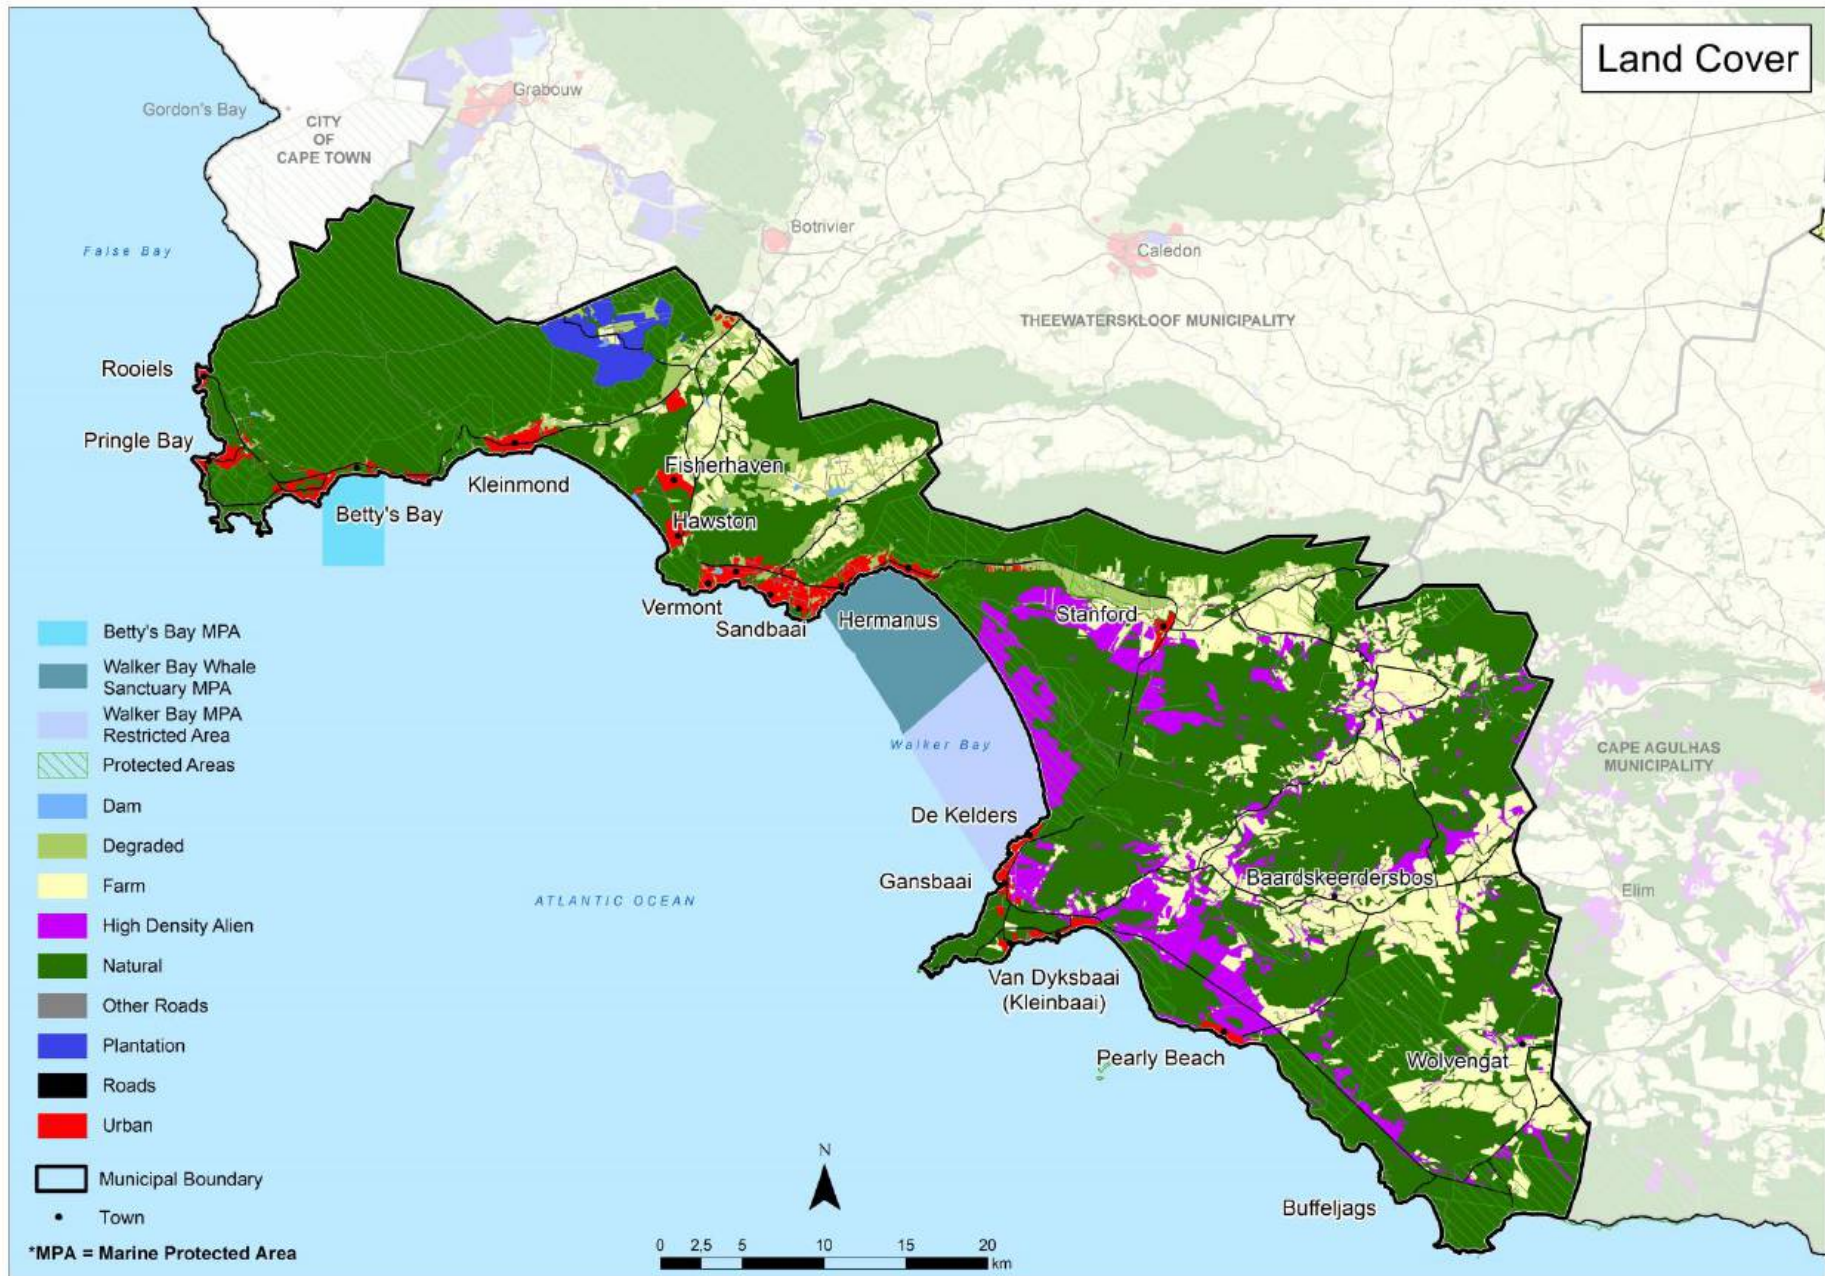 Land Cover
Grabouw
Gordon's Bay
CITY
OF
CAPE TOWN
Botrivier
Caledon
False Bay
THEEWATERSKLOOF MUNICIPALITY
Rooiels
Pringle Bay
Betty's Bay
Kleinmond
Fisherhaven
Hawston
Vermont
Sandbaai
Hermanus
Stanford
Walker Bay
CAPE AGULHAS
MUNICIPALITY
De Kelders
Gansbaai
Baardskeerdersbos
Elim
ATLANTIC OCEAN
Van Dyksbaai
(Kleinbaai)
Pearly Beach
Wolvengat
Buffeljags
Betty's Bay MPA
Walker Bay Whale
Sanctuary MPA
Walker Bay MPA
Restricted Area
Protected Areas
Dam
Degraded
Farm
High Density Alien
Natural
Other Roads
Plantation
Roads
Urban
Municipal Boundary
Town
*MPA = Marine Protected Area
N
0 2,5 5 10 15 20
km